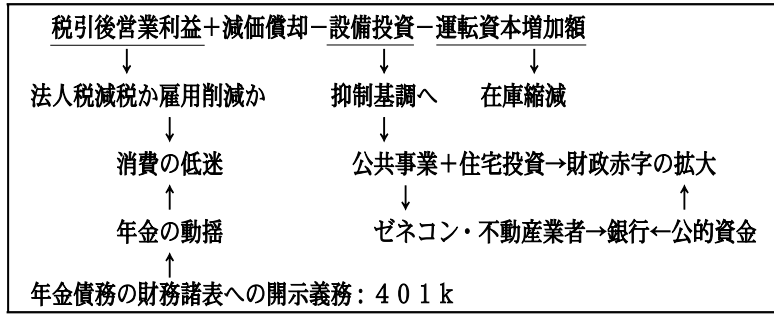 税引後営業利益+減価償却−設備投資−運転資本増加額
↓ ↓ ↓
法人税減税か雇用削減か 抑制基調へ 在庫縮減
↓ ↓
消費の低迷 公共事業+住宅投資→財政赤字の拡大
↑ ↓ ↑
年金の動揺 ゼネコン・不動産業者→銀行←公的資金
↑
年金債務の財務諸表への開示義務:401k